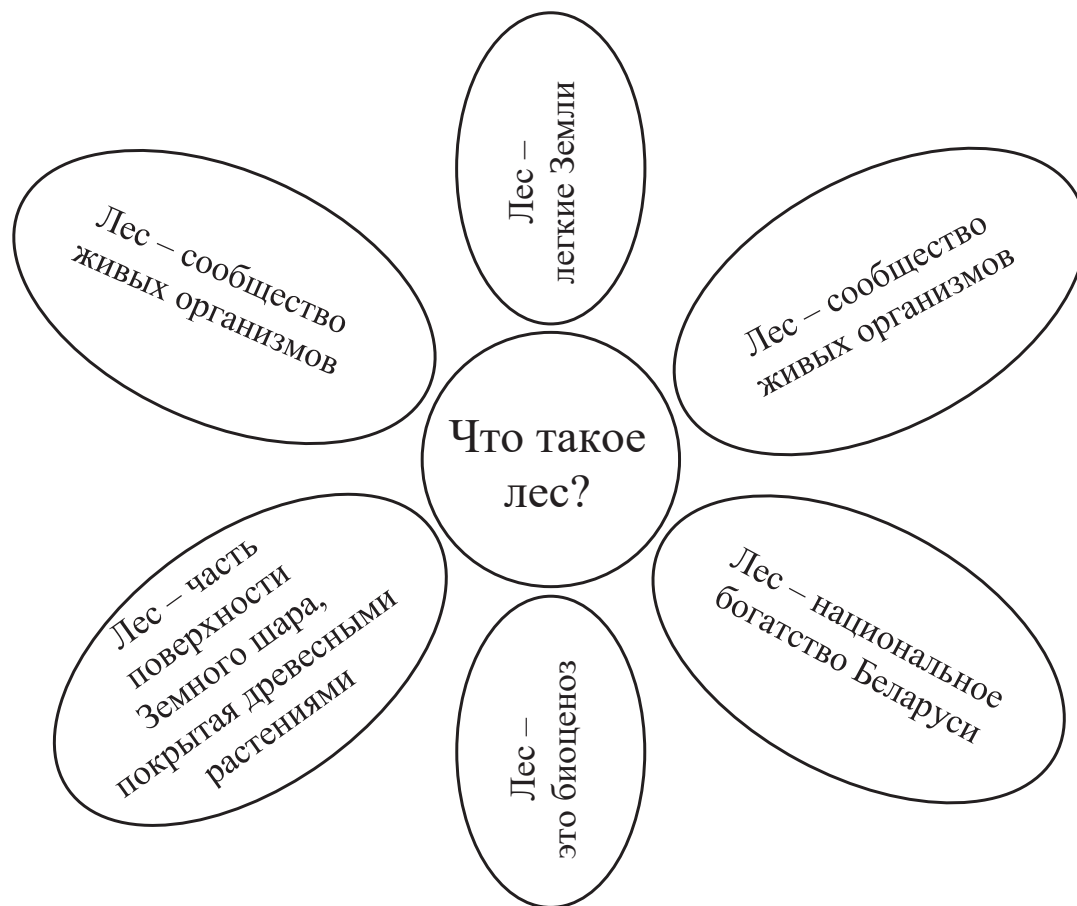 Лес –
легкие Земли
Лес – сообщество
живых организмов
Лес – сообщество
живых организмов
Что такое
лес?
Лес – часть
поверхности
Земного шара,
покрытая древесными
растениями
Лес – национальное
богатство Беларуси
Лес –
это биоценоз